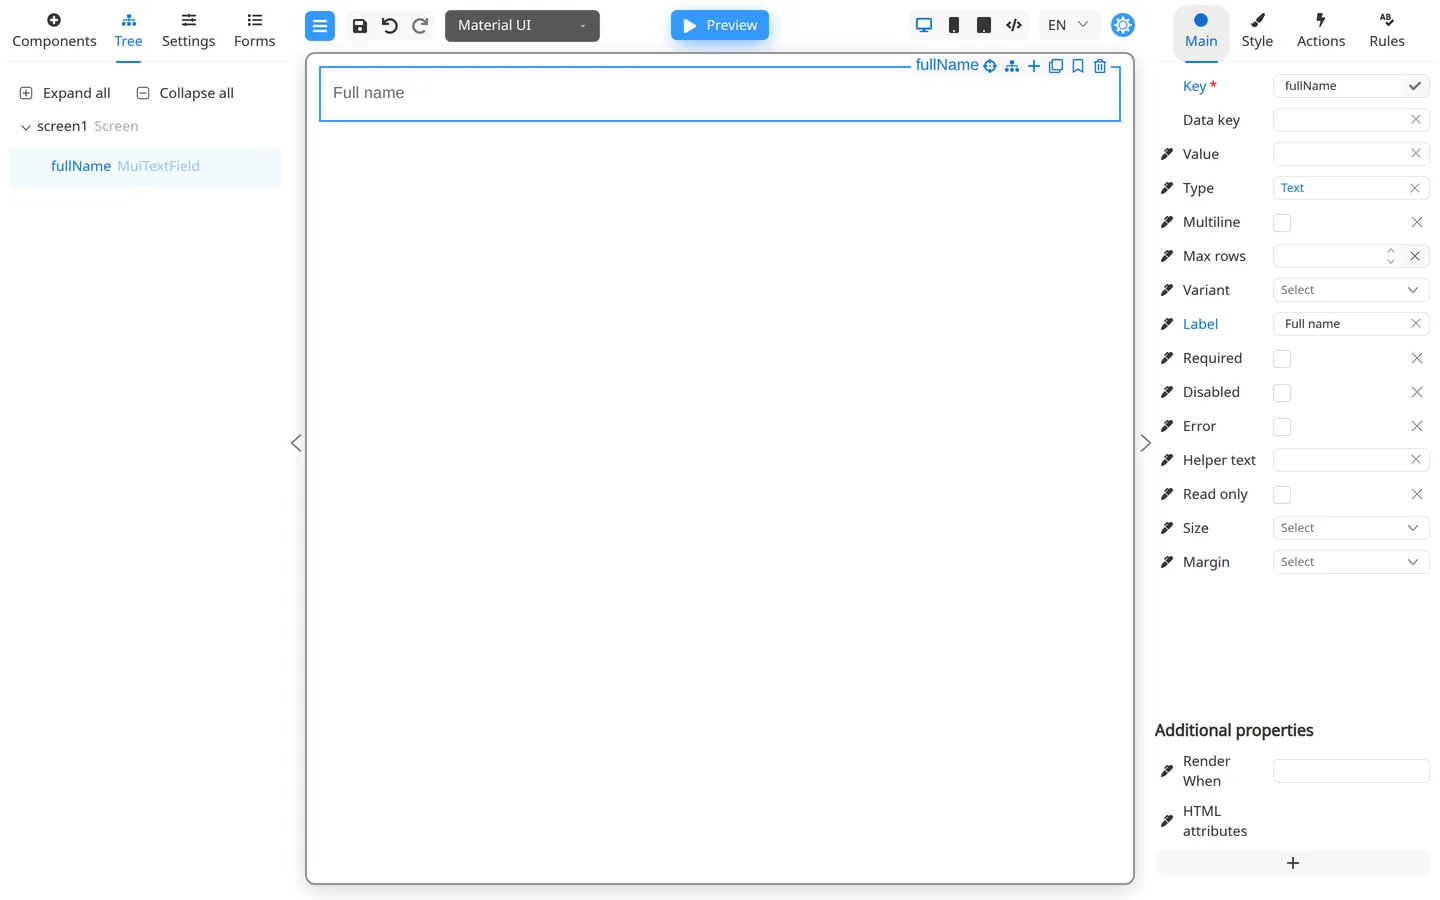 Components
Tree
Settings
Forms
Material UI
Preview
EN
Main
Style
Actions
Rules
Expand all
Collapse all
screen1 Screen
fullName MuiTextField
fullName
Full name
Key *
fullName
Data key
Value
Type
Text
Multiline
Max rows
Variant
Select
Label
Full name
Required
Disabled
Error
Helper text
Read only
Size
Select
Margin
Select
Additional properties
Render
When
HTML
attributes